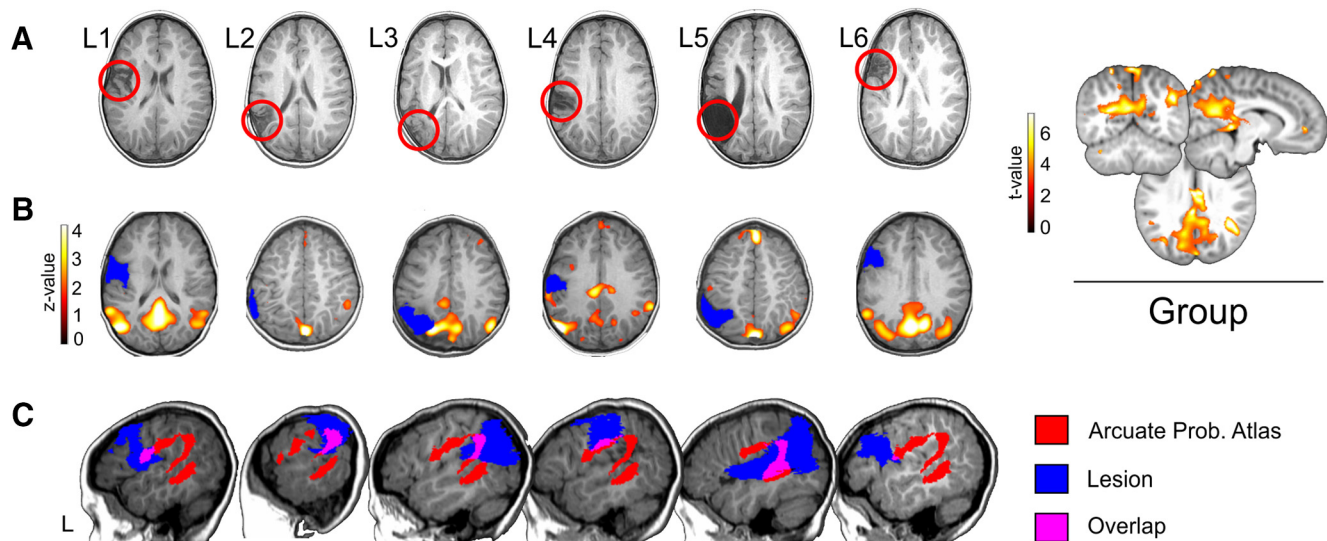 A
L1
L2
L3
L4
L5
L6
t-value
6
4
2
0
B
z-value
4
3
2
1
0
Group
C
L
Arcuate Prob. Atlas
Lesion
Overlap